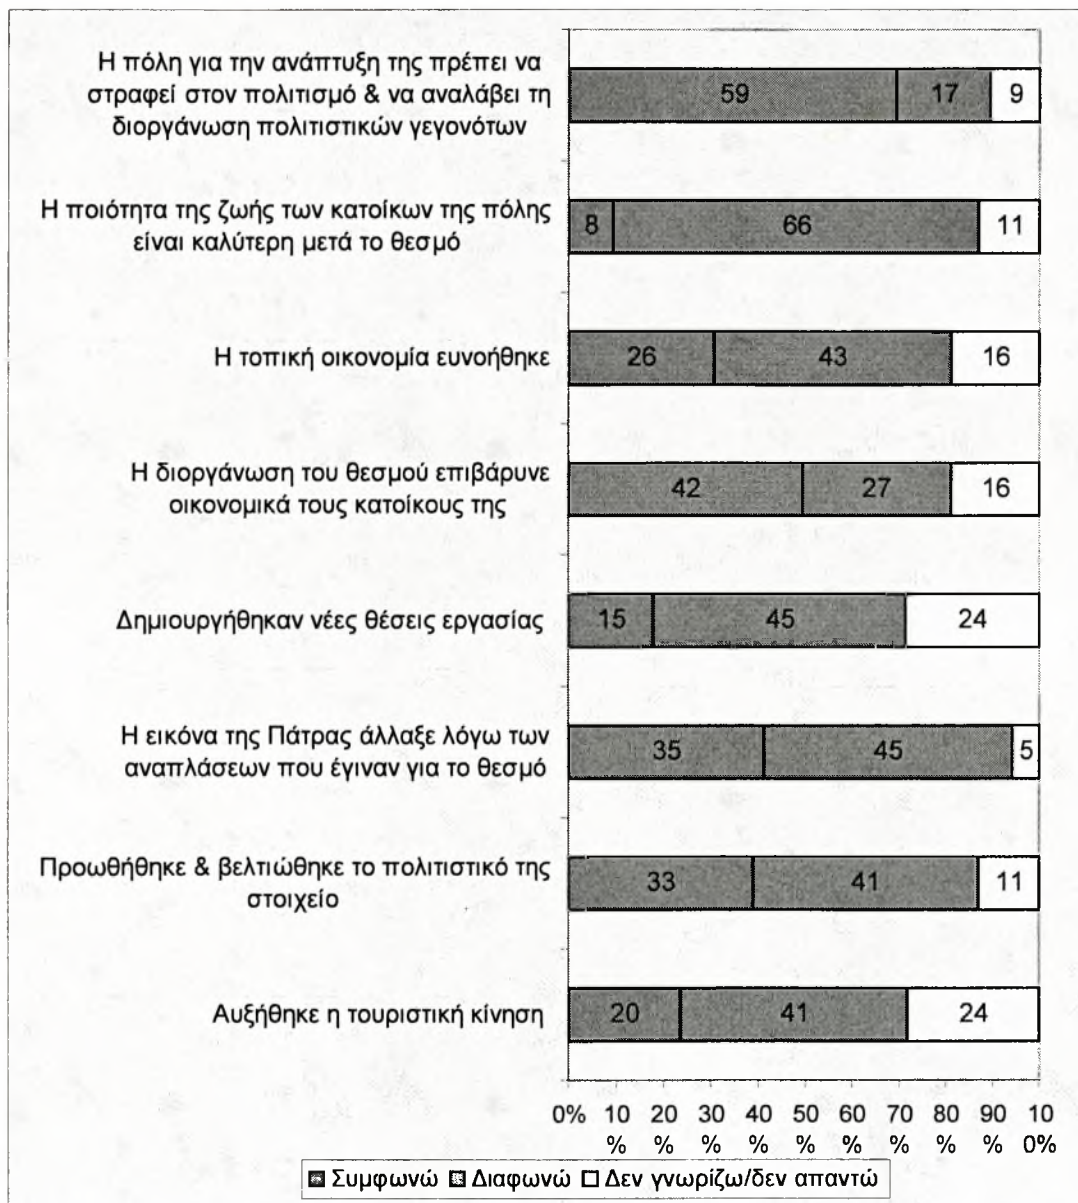 Η πόλη για την ανάπτυξη της πρέπει να
στραφεί στον πολιτισμό & να αναλάβει τη
διοργάνωση πολιτιστικών γεγονότων
59 17 9
Η ποιότητα της ζωής των κατοίκων της πόλης
είναι καλύτερη μετά το θεσμό
8 66 11
Η τοπική οικονομία ευνοήθηκε
26 43 16
Η διοργάνωση του θεσμού επιβάρυνε
οικονομικά τους κατοίκους της
42 27 16
Δημιουργήθηκαν νέες θέσεις εργασίας
15 45 24
Η εικόνα της Πάτρας άλλαξε λόγω των
αναπλάσεων που έγιναν για το θεσμό
35 45 5
Προωθήθηκε & βελτιώθηκε το πολιτιστικό της
στοιχείο
33 41 11
Αυξήθηκε η τουριστική κίνηση
20 41 24
0% 10 20 30 40 50 60 70 80 90 10
% % % % % % % % % 0%
Συμφωνώ Διαφωνώ Δεν γνωρίζω/δεν απαντώ